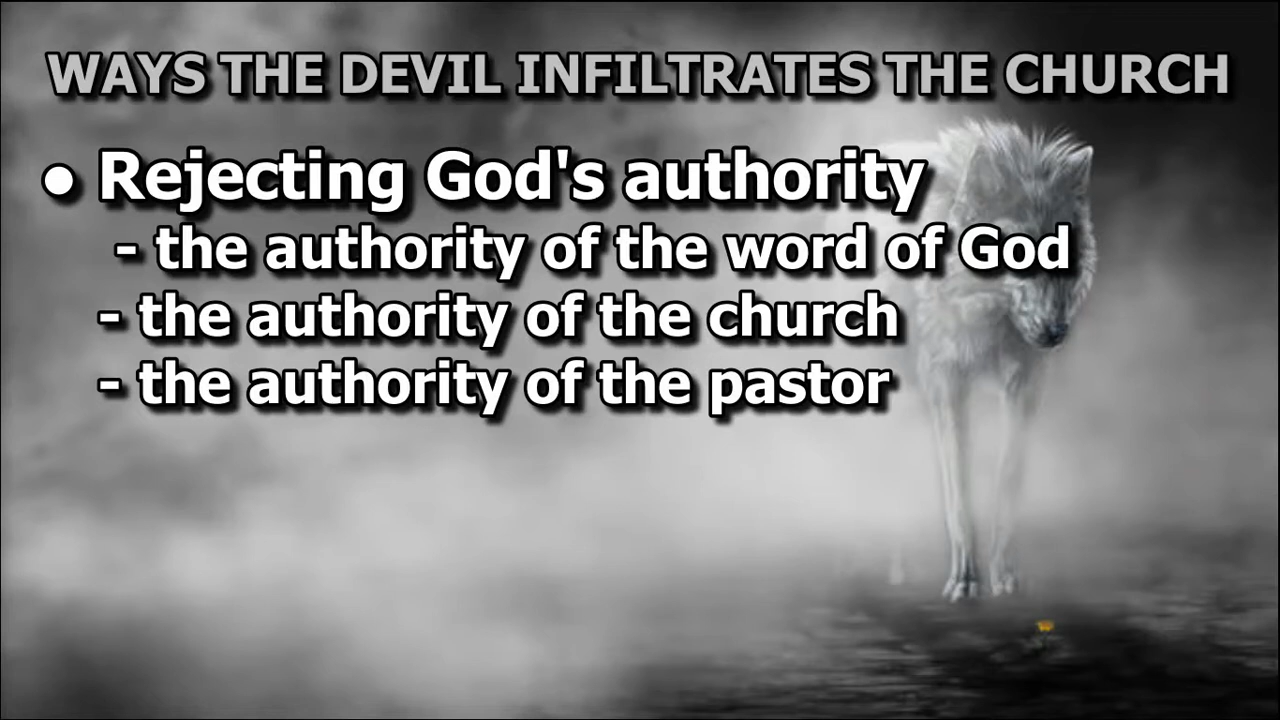 WAYS THE DEVIL INFILTRATES THE CHURCH
• Rejecting God's authority
- the authority of the word of God
- the authority of the church
- the authority of the pastor